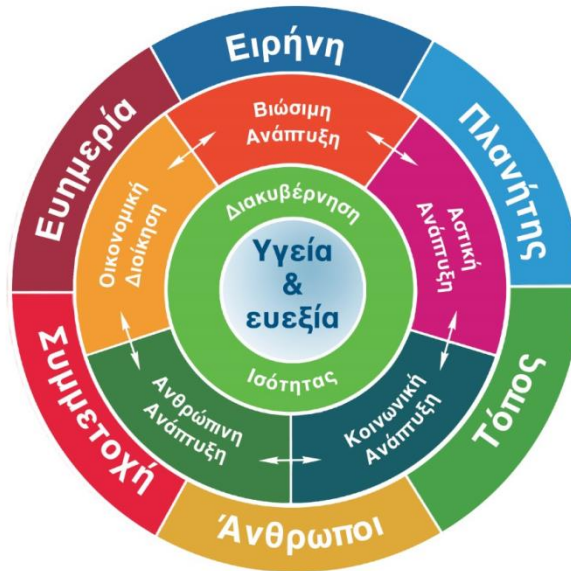 Ειρήνη
Πλανήτης
Τόπος
Άνθρωποι
Συμμετοχή
Ευημερία
Βιώσιμη
Ανάπτυξη
Αστική
Ανάπτυξη
Κοινωνική
Ανάπτυξη
Ανθρώπινη
Ανάπτυξη
Οικονομική
Διοίκηση
Διακυβέρνηση
Ισότητας
Υγεία
&
ευεξία